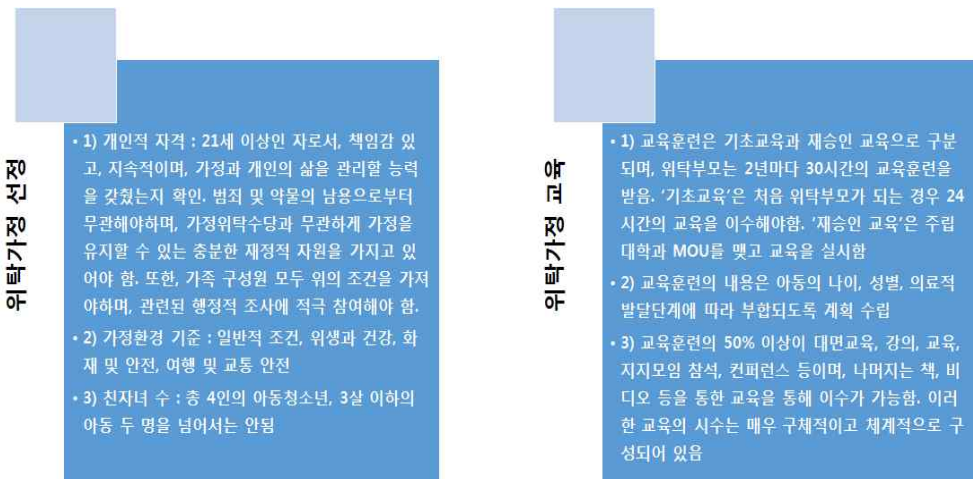 위탁가정 선정
• 1) 개인적 자격 : 21세 이상인 자로서, 책임감 있
고, 지속적이며, 가정과 개인의 삶을 관리할 능력
을 갖췄는지 확인. 범죄 및 약물의 남용으로부터
무관해야하며, 가정위탁수당과 무관하게 가정을
유지할 수 있는 충분한 재정적 자원을 가지고 있
어야 함. 또한, 가족 구성원 모두 위의 조건을 가져
야하며, 관련된 행정적 조사에 적극 참여해야 함.
• 2) 가정환경 기준 : 일반적 조건, 위생과 건강, 화
재 및 안전, 여행 및 교통 안전
• 3) 친자녀 수 : 총 4인의 아동청소년, 3살 이하의
아동 두 명을 넘어서는 안됨
위탁가정 교육
• 1) 교육훈련은 기초교육과 재승인 교육으로 구분
되며, 위탁부모는 2년마다 30시간의 교육훈련을
받음. ‘기초교육’은 처음 위탁부모가 되는 경우 24
시간의 교육을 이수해야함. ‘재승인 교육’은 주립
대학과 MOU를 맺고 교육을 실시함
• 2) 교육훈련의 내용은 아동의 나이, 성별, 의료적
발달단계에 따라 부합되도록 계획 수립
• 3) 교육훈련의 50% 이상이 대면교육, 강의, 교육,
지지모임 참석, 컨퍼런스 등이며, 나머지는 책, 비
디오 등을 통한 교육을 통해 이수가 가능함. 이러
한 교육의 시수는 매우 구체적이고 체계적으로 구
성되어 있음